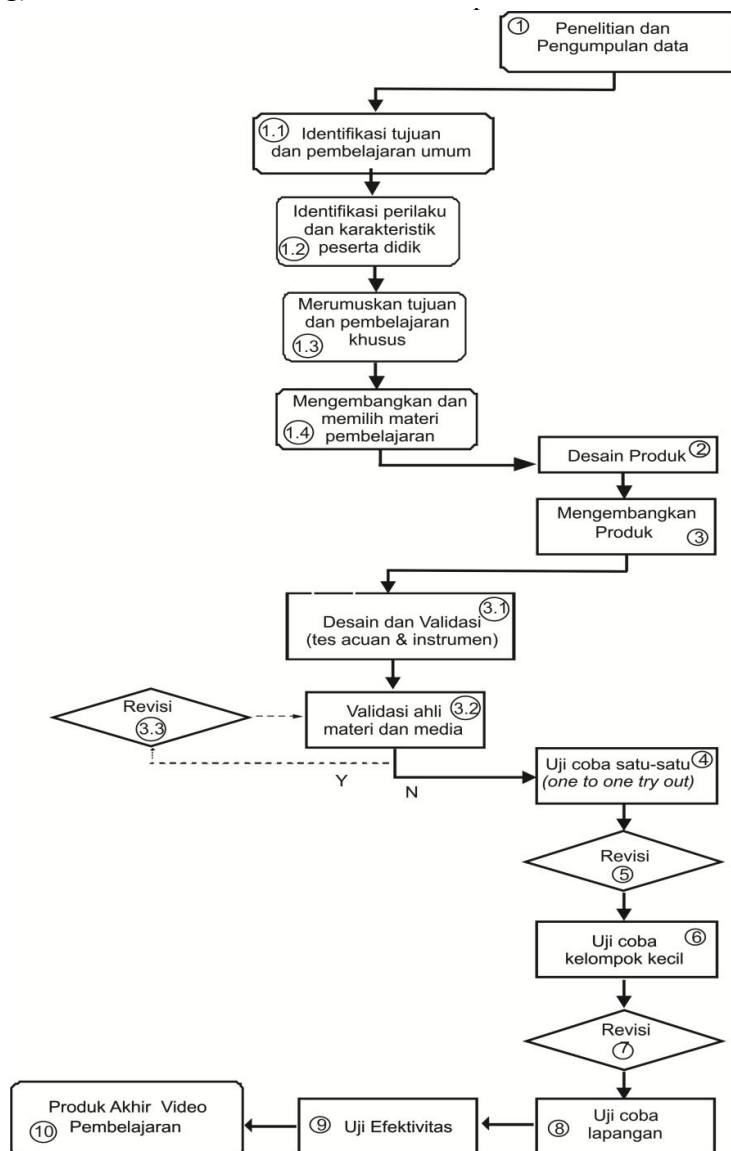 1 Penelitian dan
Pengumpulan data
1.1 Identifikasi tujuan
dan pembelajaran umum
Identifikasi perilaku
dan karakteristik
1.2 peserta didik
Merumuskan tujuan
dan pembelajaran
1.3 khusus
Mengembangkan dan
memilih materi
1.4 pembelajaran
Desain Produk 2
Mengembangkan
Produk 3
3.1
Desain dan Validasi
(tes acuan & instrumen)
Validasi ahli 3.2
materi dan media
Revisi
3.3
Y
N
Uji coba satu-satu 4
(one to one try out)
Revisi
5
Uji coba 6
kelompok kecil
Revisi
7
Uji coba
8 lapangan
9 Uji Efektivitas
Produk Akhir Video
10 Pembelajaran